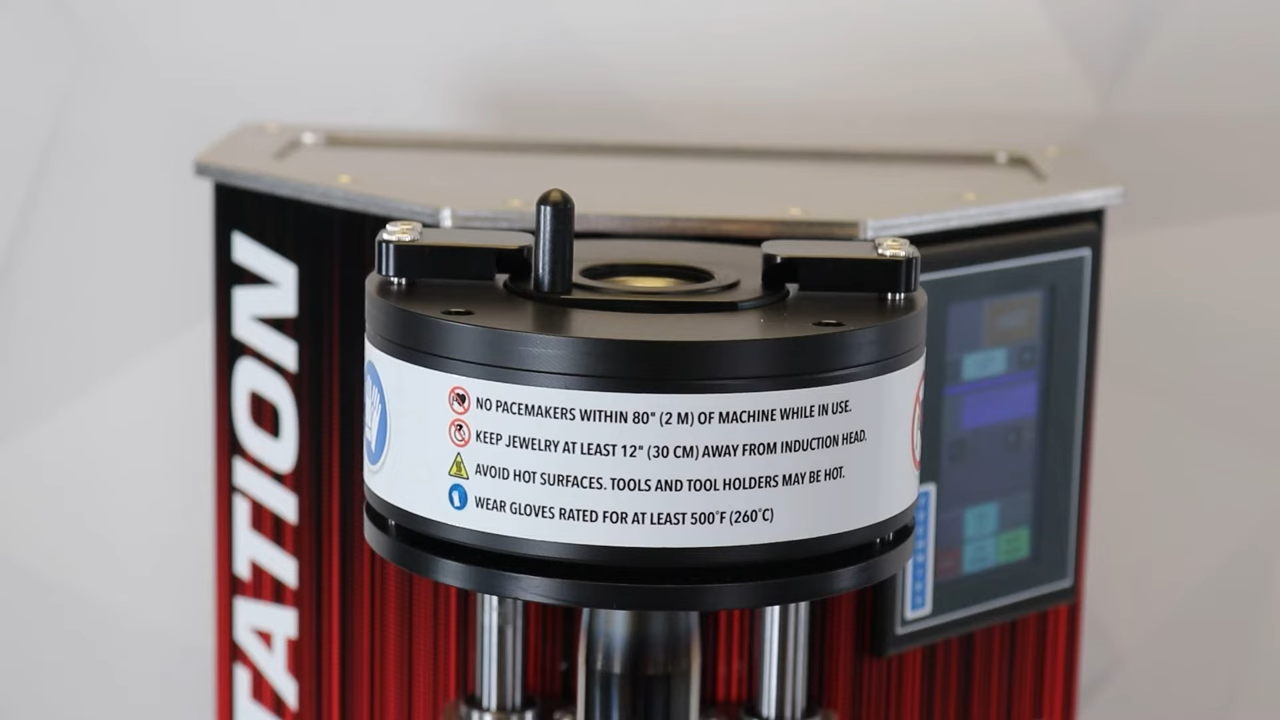 TATION
NO PACEMAKERS WITHIN 80" (2 M) OF MACHINE WHILE IN USE.
KEEP JEWELRY AT LEAST 12" (30 CM) AWAY FROM INDUCTION HEAD.
AVOID HOT SURFACES. TOOLS AND TOOL HOLDERS MAY BE HOT.
WEAR GLOVES RATED FOR AT LEAST 500°F (260°C)